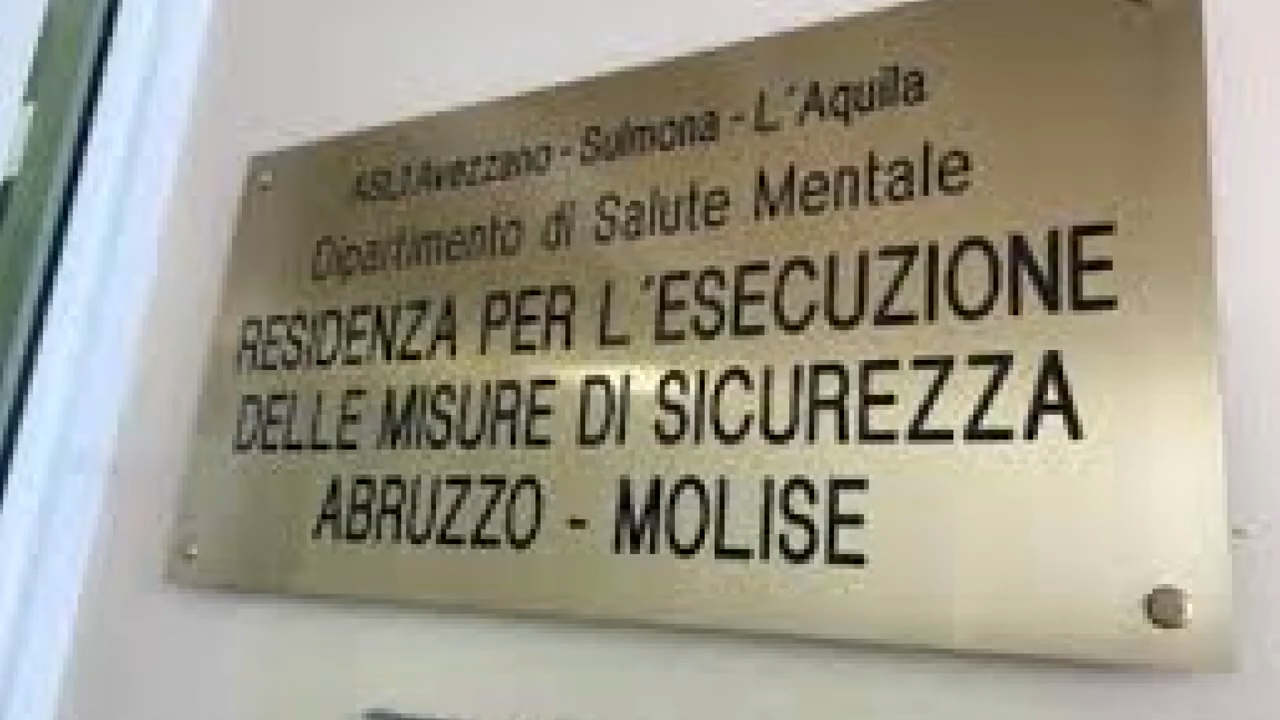 ASL1 Avezzano - Sulmona - L'Aquila
Dipartimento di Salute Mentale
RESIDENZA PER L'ESECUZIONE
DELLE MISURE DI SICUREZZA
ABRUZZO - MOLISE